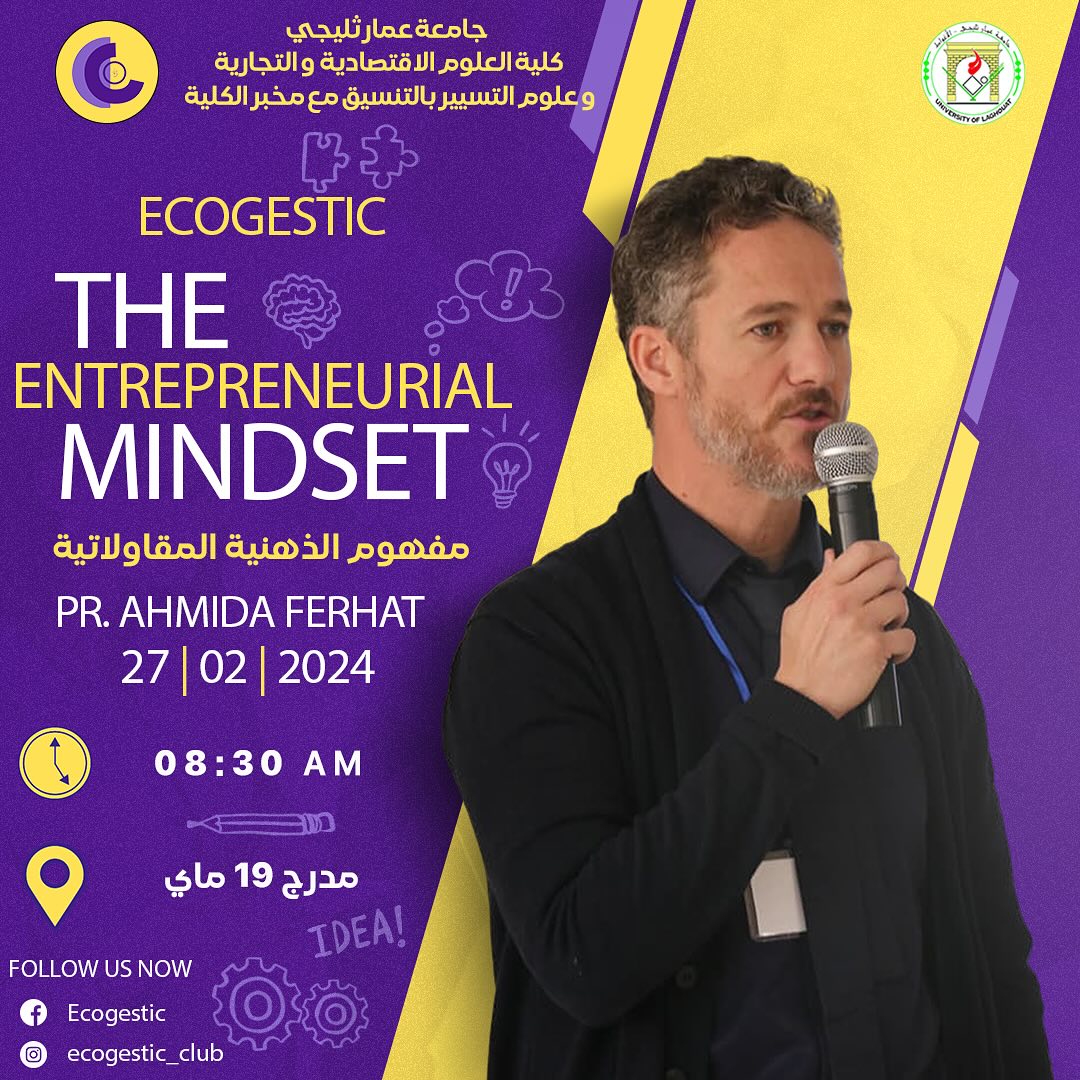 جامعة عمار ثليجي
كلية العلوم الاقتصادية والتجارية
وعلوم التسيير بالتنسيق مع مخبر الكلية
UNIVERSITY OF LAGHOUAT
ECOGESTIC
THE
ENTREPRENEURIAL
MINDSET
مفهوم الذهنية المقاولاتية
PR. AHMIDA FERHAT
27 | 02 | 2024
08:30 AM
مدرج 19 ماي
IDEA!
FOLLOW US NOW
Ecogestic
ecogestic_club